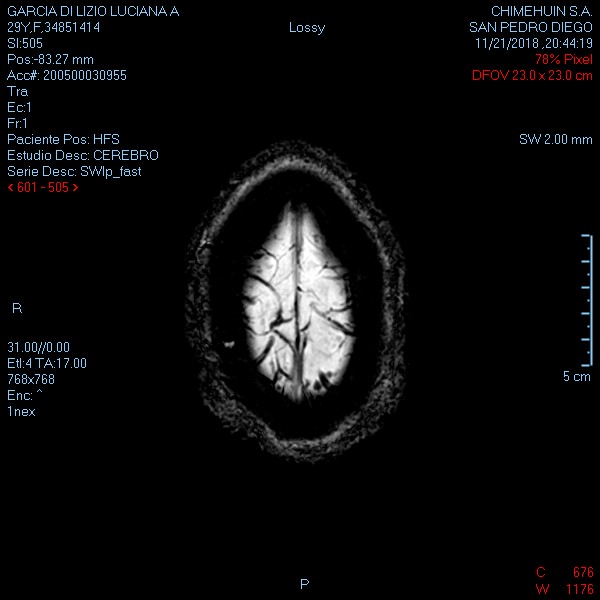 GARCIA DI LIZIO LUCIANA A
29Y,F,34851414
SI:505
Pos:-83.27 mm
Acc#: 200500030955
Tra
Ec:1
Fr:1
Paciente Pos: HFS
Estudio Desc: CEREBRO
Serie Desc: SWIp_fast
< 601 - 505 >
Lossy
CHIMEHUIN S.A.
SAN PEDRO DIEGO
11/21/2018 ,20:44:19
78% Pixel
DFOV 23.0 x 23.0 cm
SW 2.00 mm
R
31.00//0.00
Etl:4 TA:17.00
768x768
Enc: ^
1nex
5 cm
P
C 676
W 1176